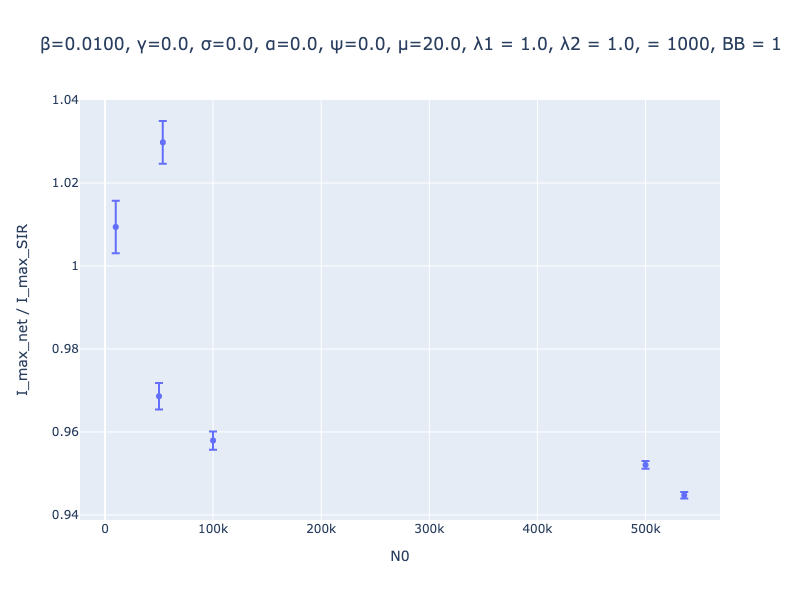 β=0.0100, γ=0.0, σ=0.0, α=0.0, ψ=0.0, μ=20.0, λ1 = 1.0, λ2 = 1.0, = 1000, BB = 1
1.04
1.02
1
0.98
0.96
0.94
I_max_net / I_max_SIR
0
100k
200k
300k
400k
500k
N0